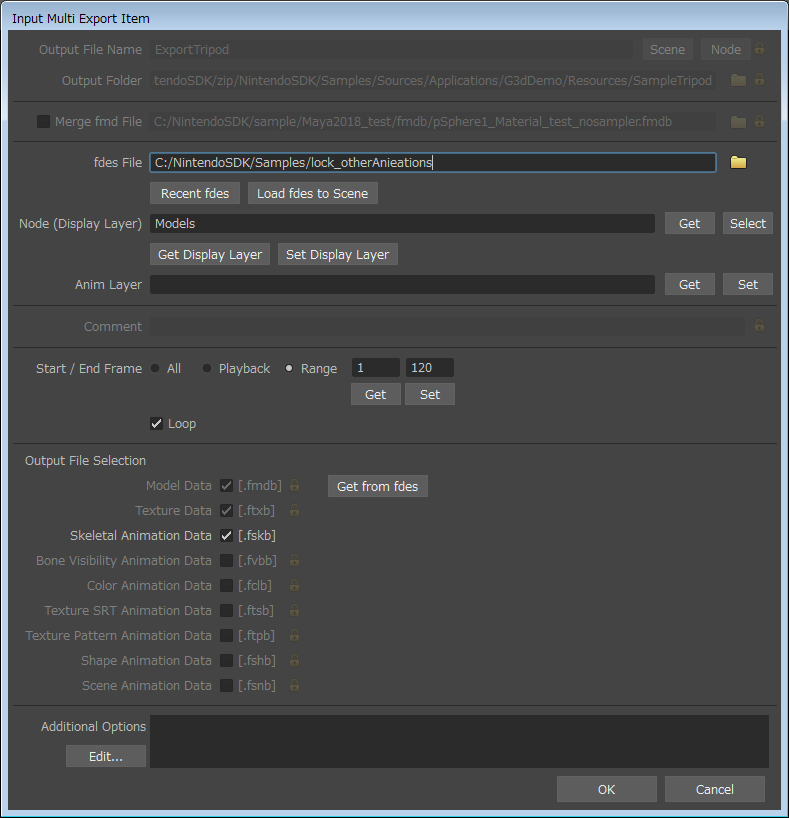 Input Multi Export Item
Output File Name ExportTripod Scene Node
Output Folder tendoSDK/zip/NintendoSDK/Samples/Sources/Applications/G3dDemo/Resources/SampleTripod
Merge fmd File C:/NintendoSDK/sample/Maya2018_test/fmdb/pSphere1_Material_test_nosampler.fmdb
fdes File C:/NintendoSDK/Samples/lock_otherAnieations
Recent fdes Load fdes to Scene
Node (Display Layer) Models Get Select
Get Display Layer Set Display Layer
Anim Layer Get Set
Comment
Start / End Frame All Playback Range 1 120
Get Set
Loop
Output File Selection
Model Data [.fmdb] Get from fdes
Texture Data [.ftxb]
Skeletal Animation Data [.fskb]
Bone Visibility Animation Data [.fvbb]
Color Animation Data [.fclb]
Texture SRT Animation Data [.ftsb]
Texture Pattern Animation Data [.ftpb]
Shape Animation Data [.fshb]
Scene Animation Data [.fsnb]
Additional Options
Edit...
OK Cancel